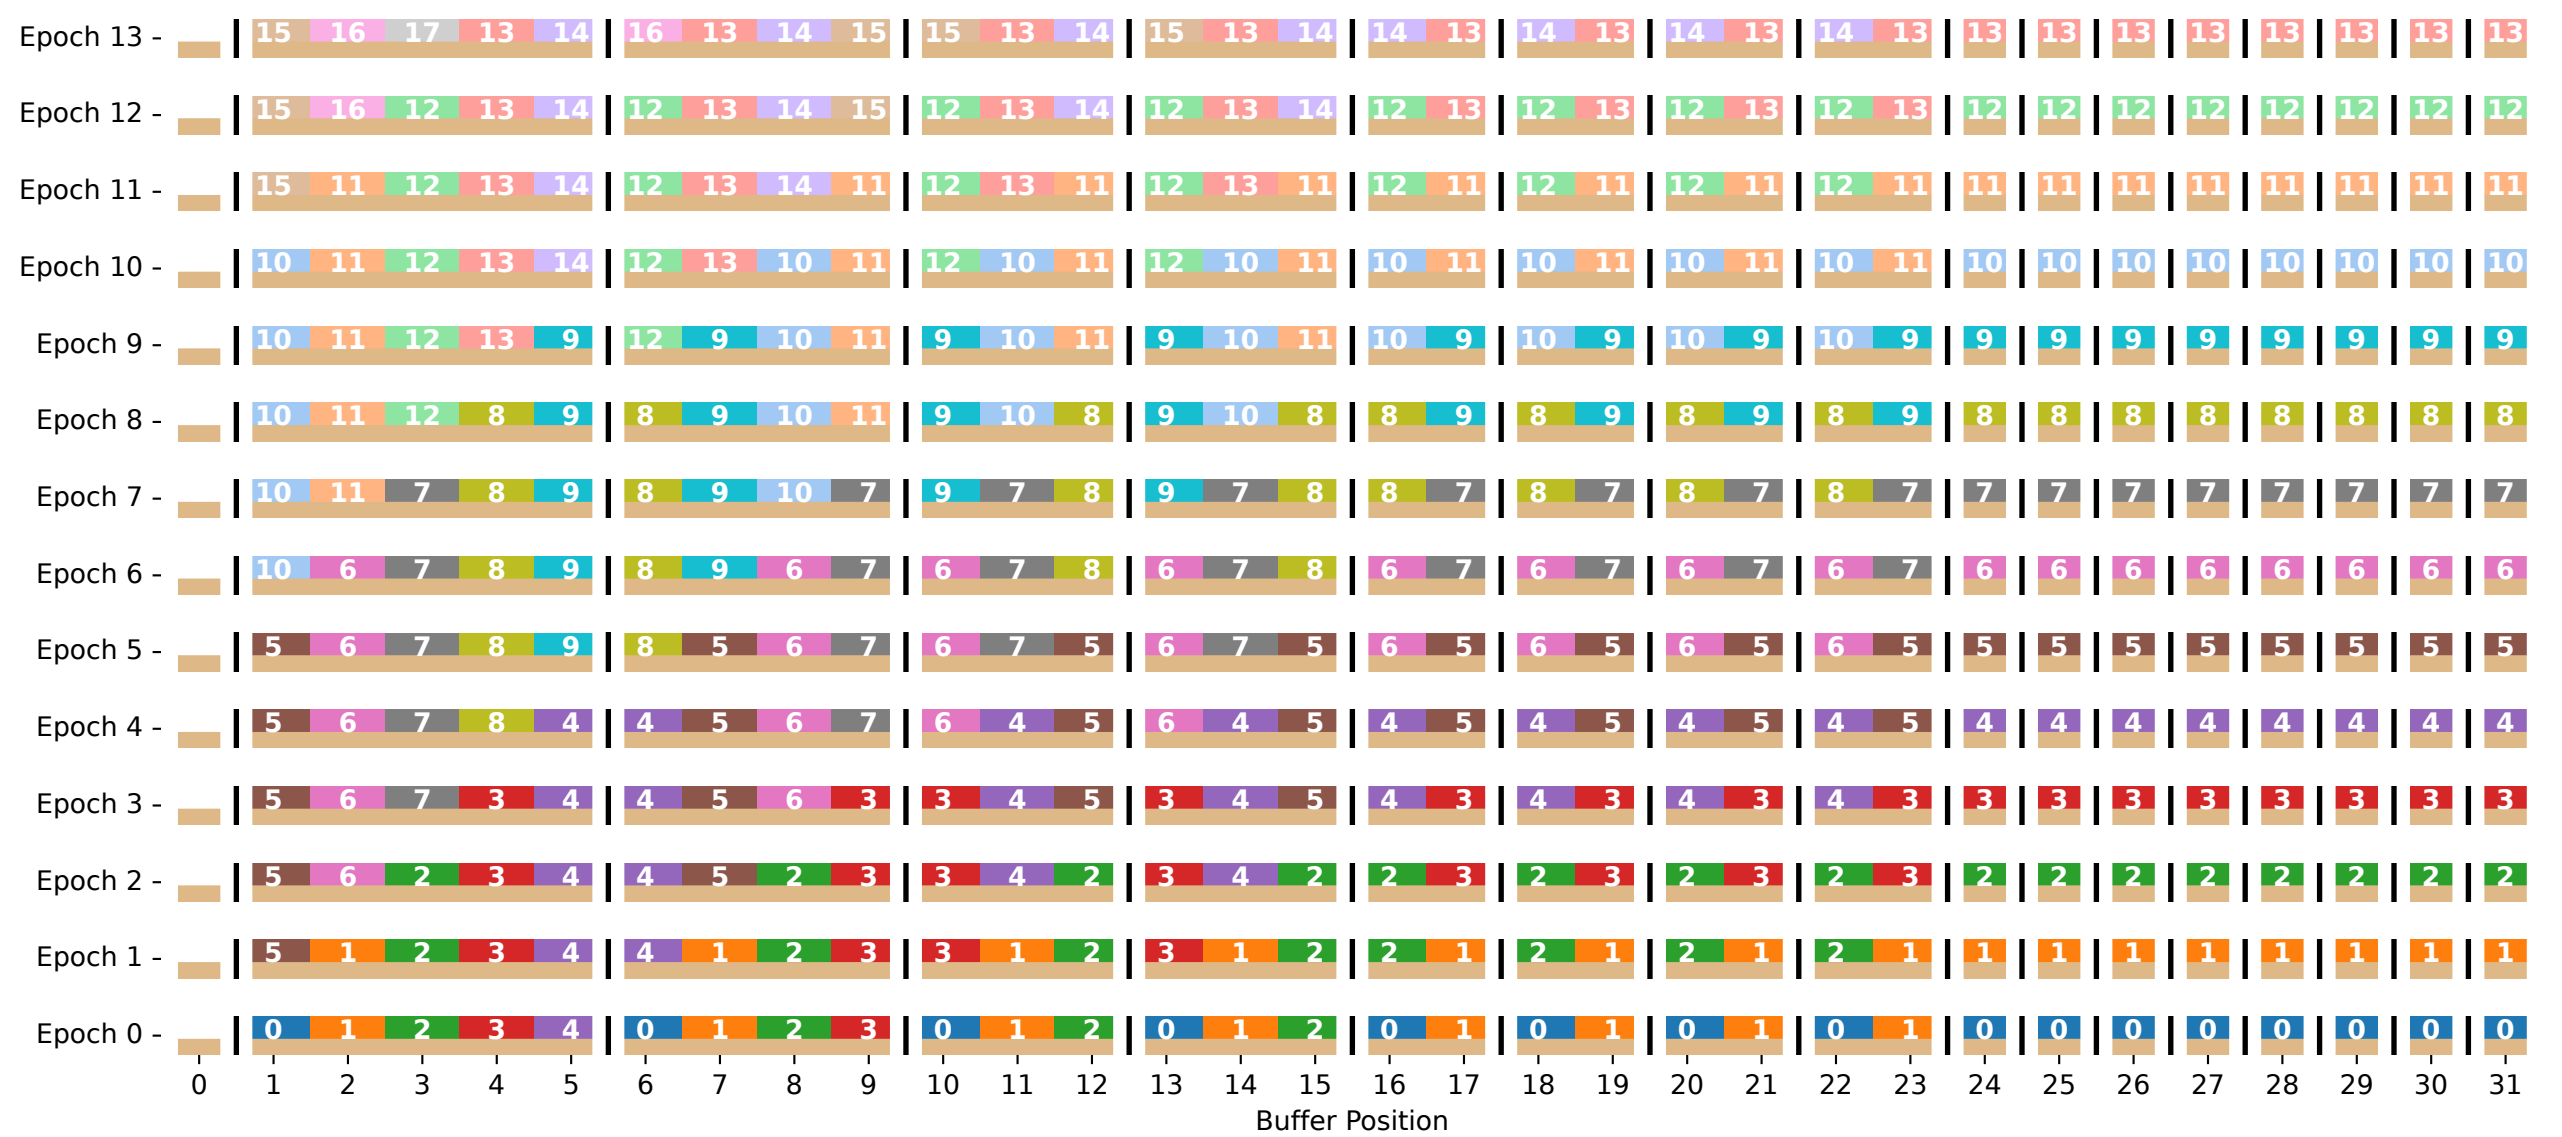 Epoch 13 - 15 16 17 13 14 16 13 14 15 15 13 14 15 13 14 14 13 14 13 14 13 14 13 13 13 13 13 13 13 13 13
Epoch 12 - 15 16 12 13 14 12 13 14 15 12 13 14 12 13 14 12 13 12 13 12 13 12 13 12 12 12 12 12 12 12 12
Epoch 11 - 15 11 12 13 14 12 13 14 11 12 13 11 12 13 11 12 11 12 11 12 11 12 11 11 11 11 11 11 11 11 11
Epoch 10 - 10 11 12 13 14 12 13 10 11 12 10 11 12 10 11 10 11 10 11 10 11 10 11 10 10 10 10 10 10 10 10
Epoch 9 - 10 11 12 13 9 12 9 10 11 9 10 11 9 10 11 10 9 10 9 10 9 10 9 9 9 9 9 9 9 9 9
Epoch 8 - 10 11 12 8 9 8 9 10 11 9 10 8 9 10 8 8 9 8 9 8 9 8 9 8 8 8 8 8 8 8 8
Epoch 7 - 10 11 7 8 9 8 9 10 7 9 7 8 9 7 8 8 7 8 7 8 7 8 7 7 7 7 7 7 7 7 7
Epoch 6 - 10 6 7 8 9 8 9 6 7 6 7 8 6 7 8 6 7 6 7 6 7 6 7 6 6 6 6 6 6 6 6
Epoch 5 - 5 6 7 8 9 8 5 6 7 6 7 5 6 7 5 6 5 6 5 6 5 6 5 5 5 5 5 5 5 5 5
Epoch 4 - 5 6 7 8 4 4 5 6 7 6 4 5 6 4 5 4 5 4 5 4 5 4 5 4 4 4 4 4 4 4 4
Epoch 3 - 5 6 7 3 4 4 5 6 3 3 4 5 3 4 5 4 3 4 3 4 3 4 3 3 3 3 3 3 3 3 3
Epoch 2 - 5 6 2 3 4 4 5 2 3 3 4 2 3 4 2 2 3 2 3 2 3 2 3 2 2 2 2 2 2 2 2
Epoch 1 - 5 1 2 3 4 4 1 2 3 3 1 2 3 1 2 2 1 2 1 2 1 2 1 1 1 1 1 1 1 1 1
Epoch 0 - 0 1 2 3 4 0 1 2 3 0 1 2 0 1 2 0 1 0 1 0 1 0 1 0 0 0 0 0 0 0 0
0 1 2 3 4 5 6 7 8 9 10 11 12 13 14 15 16 17 18 19 20 21 22 23 24 25 26 27 28 29 30 31
Buffer Position